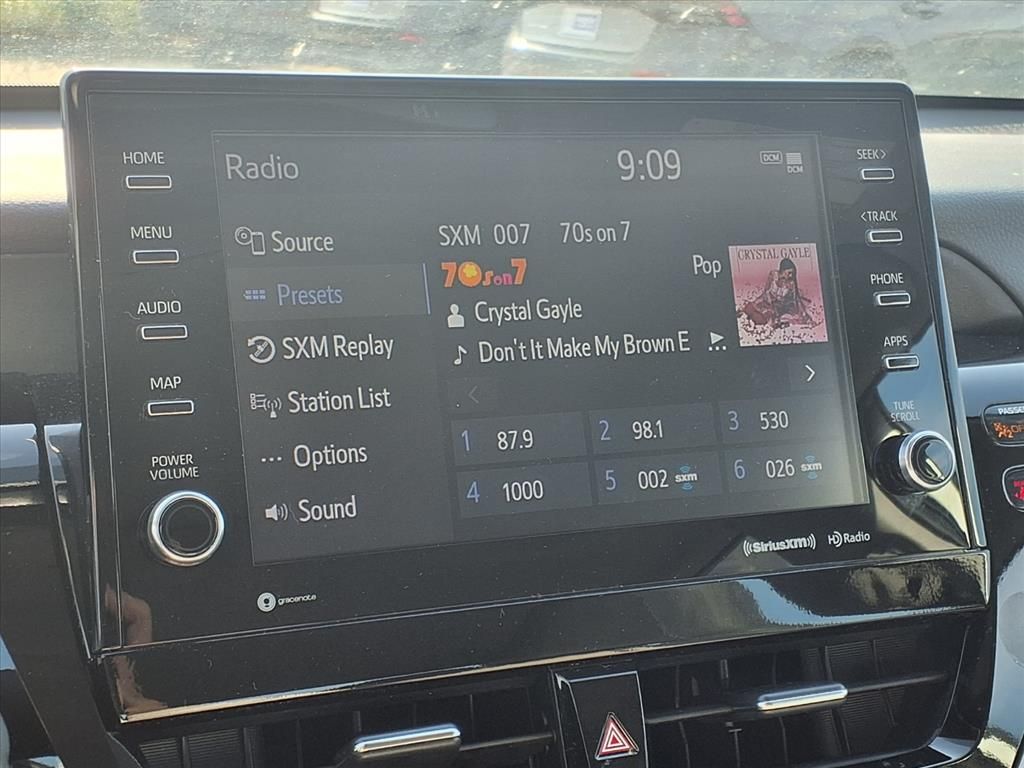 HOME
MENU
AUDIO
MAP
POWER
VOLUME
Radio
9:09
DCM
DCM
Source
Presets
SXM Replay
Station List
Options
Sound
SXM 007 70s on 7
70s on 7
Pop
CRYSTAL GAYLE
Crystal Gayle
Don't It Make My Brown E
1 87.9
2 98.1
3 530
4 1000
5 002 sxm
6 026 sxm
SEEK>
<TRACK
PHONE
APPS
TUNE
SCROLL
gracenote
((SiriusXM))
HD Radio
OFF